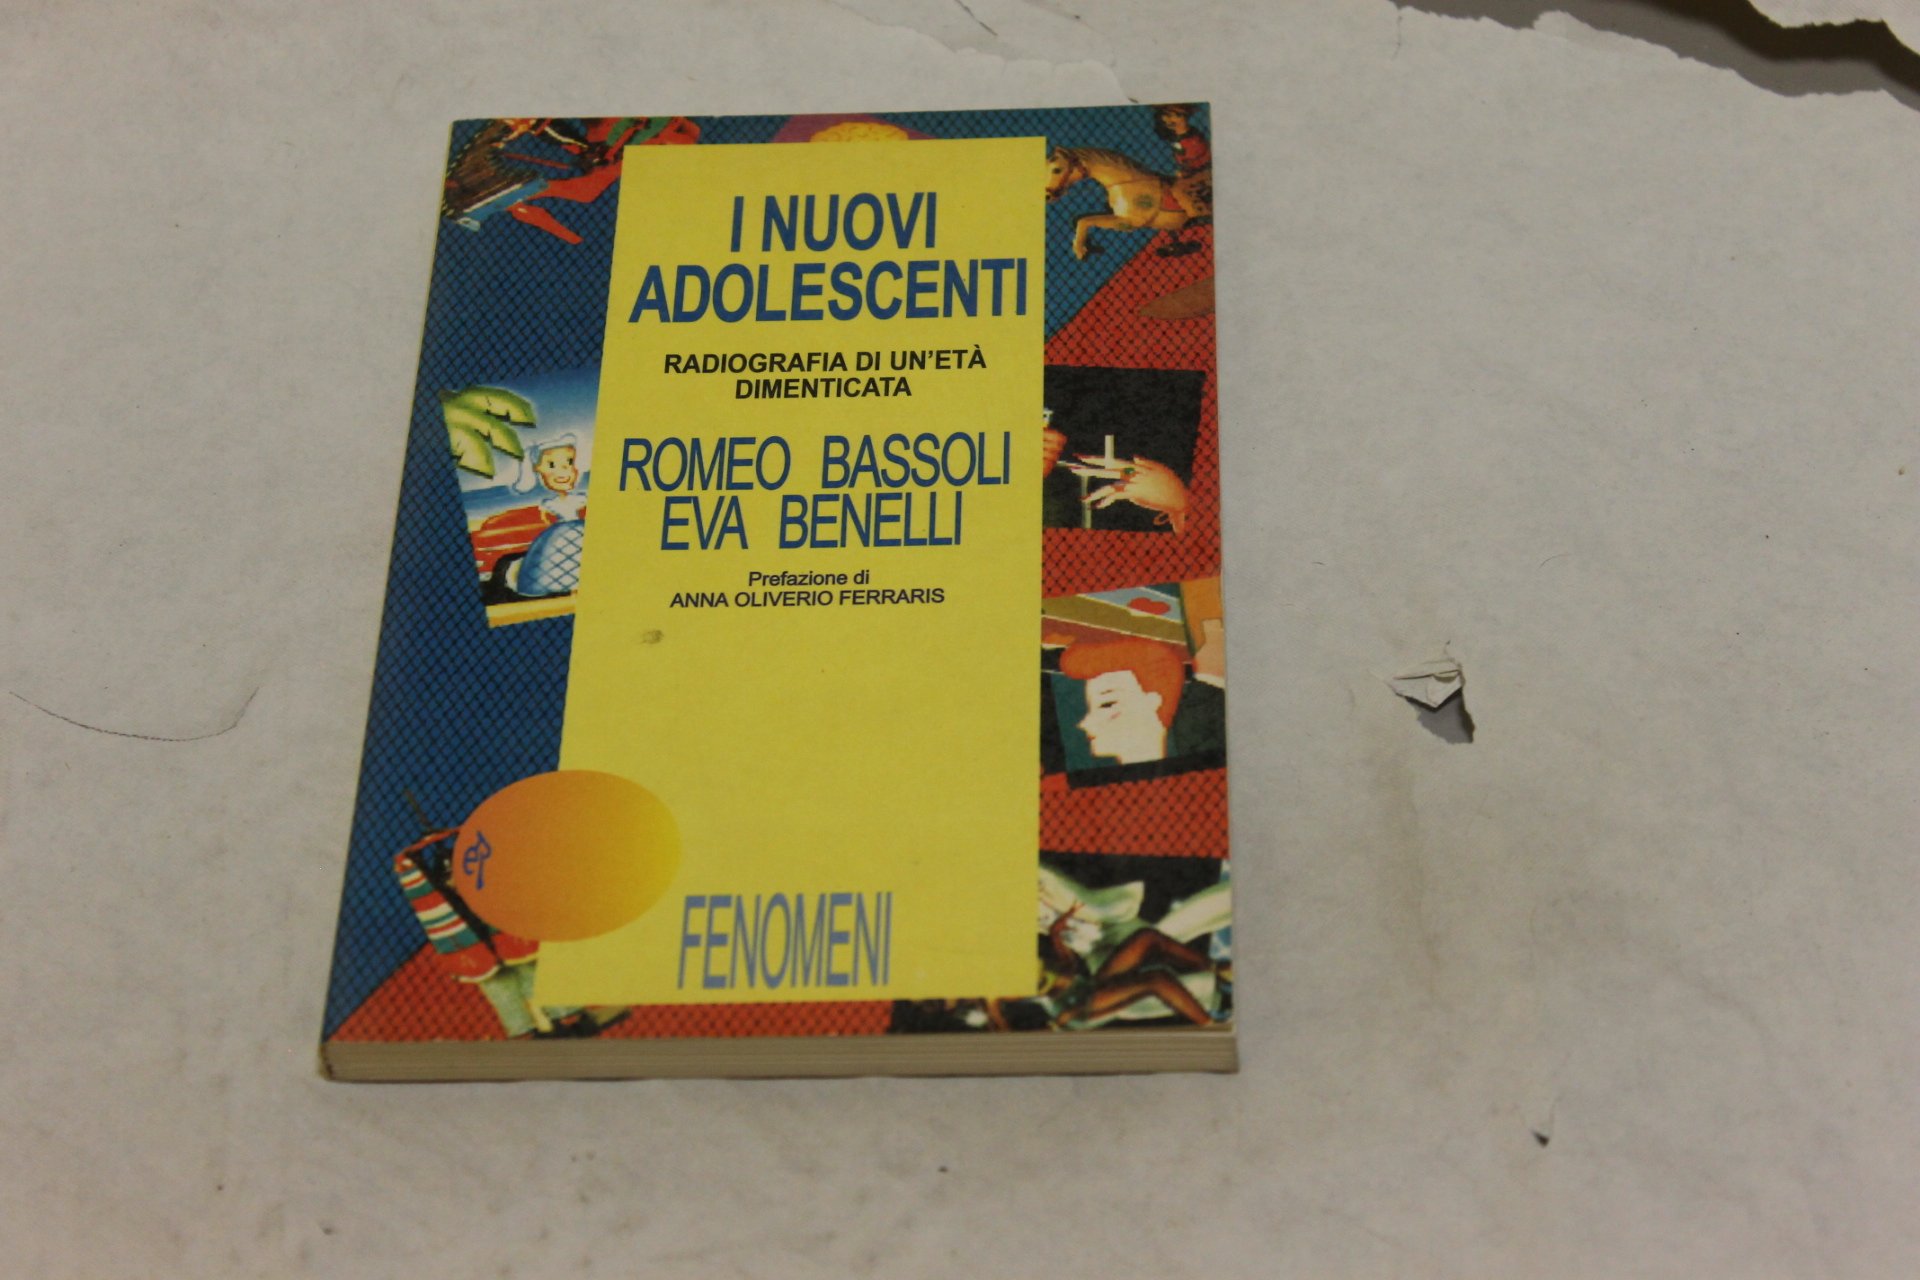 I NUOVI
ADOLESCENTI
RADIOGRAFIA DI UN'ETÀ
DIMENTICATA
ROMEO BASSOLI
EVA BENELLI
Prefazione di
ANNA OLIVERIO FERRARIS
FENOMENI